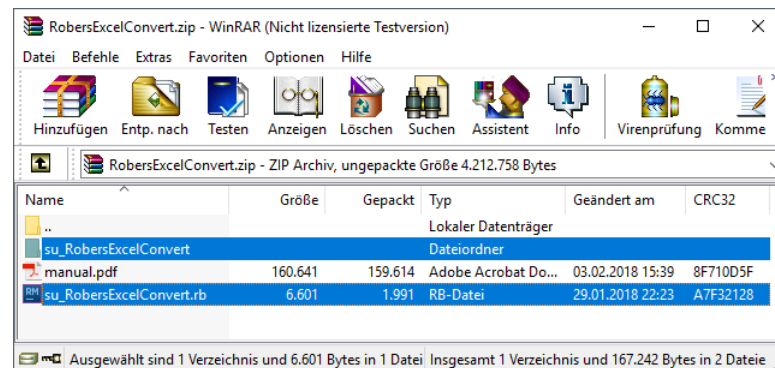 RobersExcelConvert.zip - WinRAR (Nicht lizensierte Testversion)
Datei Befehle Extras Favoriten Optionen Hilfe
Hinzufügen Entp. nach Testen Anzeigen Löschen Suchen Assistent Info Virenprüfung Komme
RobersExcelConvert.zip - ZIP Archiv, ungepackte Größe 4.212.758 Bytes
Name Größe Gepackt Typ Geändert am CRC32
.. Lokaler Datenträger
su_RobersExcelConvert Dateiordner
manual.pdf 160.641 159.614 Adobe Acrobat Do... 03.02.2018 15:39 8F710D5F
RM su_RobersExcelConvert.rb 6.601 1.991 RB-Datei 29.01.2018 22:23 A7F32128
Ausgewählt sind 1 Verzeichnis und 6.601 Bytes in 1 Datei Insgesamt 1 Verzeichnis und 167.242 Bytes in 2 Dateie